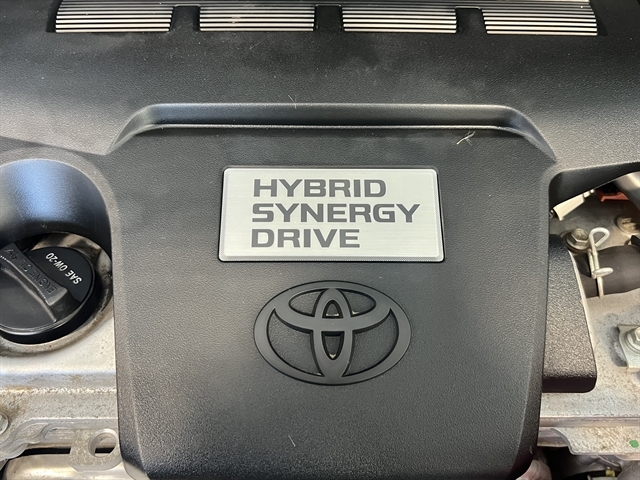 HYBRID
SYNERGY
DRIVE
SAE 0W-20